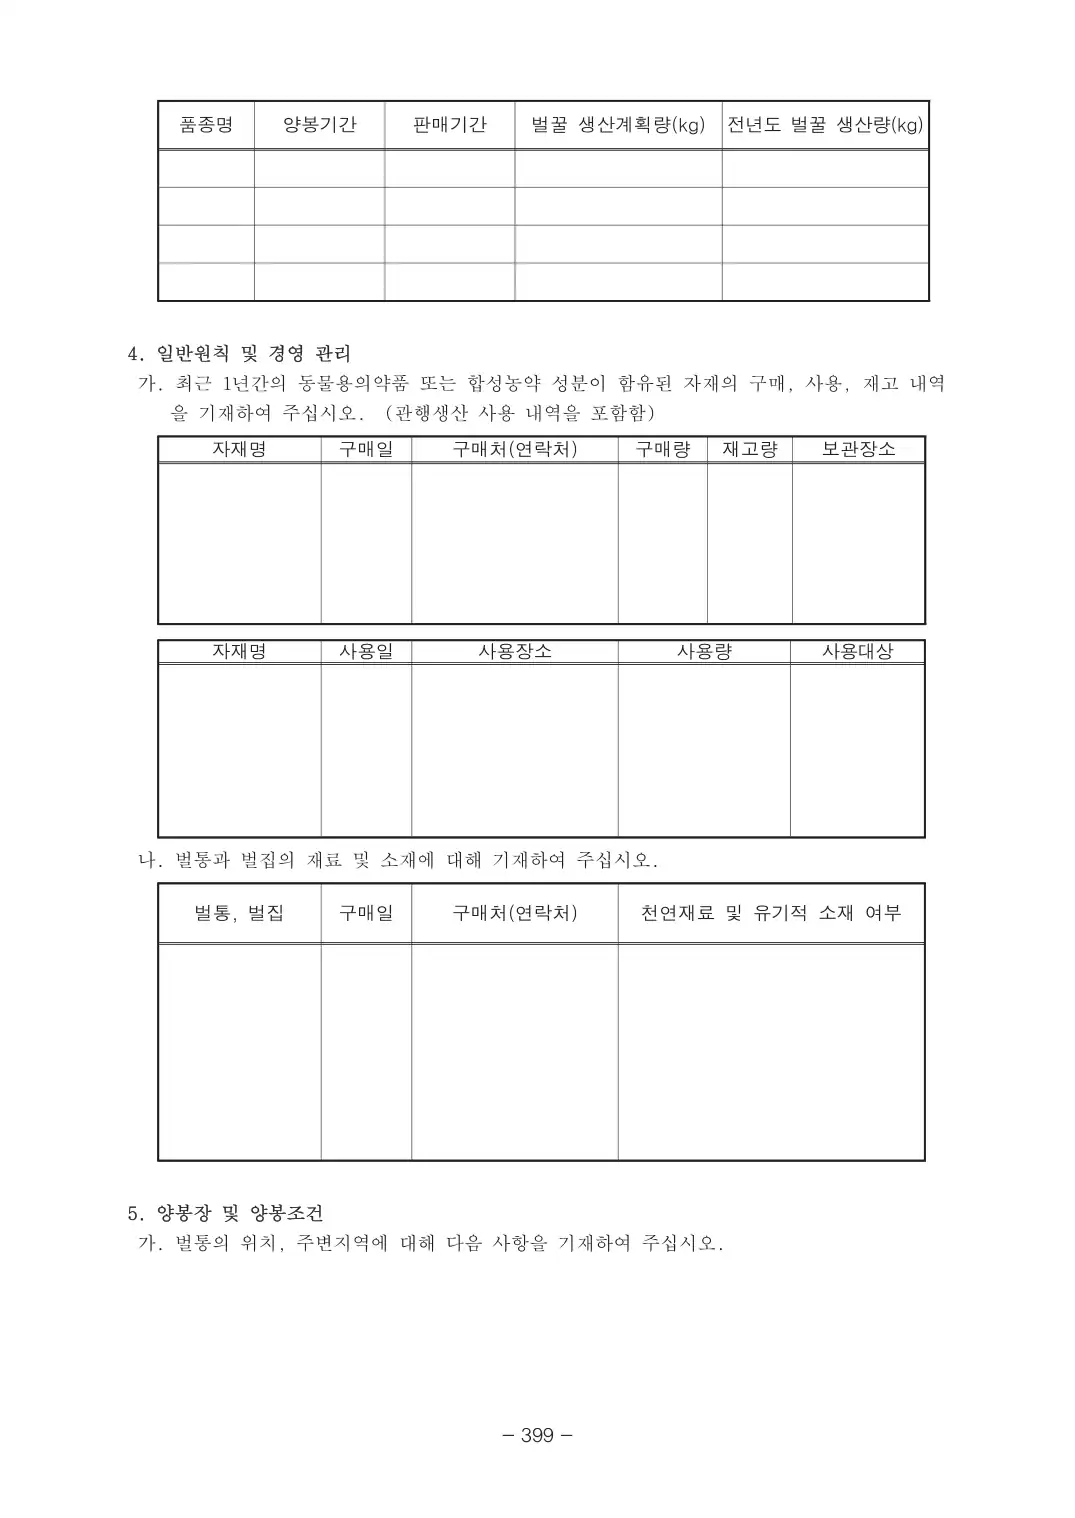 품종명 양봉기간 판매기간 벌꿀 생산계획량(kg) 전년도 벌꿀 생산량(kg)
4. 일반원칙 및 경영 관리
가. 최근 1년간의 동물용의약품 또는 합성농약 성분이 함유된 자재의 구매, 사용, 재고 내역
을 기재하여 주십시오. (관행생산 사용 내역을 포함함)
자재명 구매일 구매처(연락처) 구매량 재고량 보관장소
자재명 사용일 사용장소 사용량 사용대상
나. 벌통과 벌집의 재료 및 소재에 대해 기재하여 주십시오.
벌통, 벌집 구매일 구매처(연락처) 천연재료 및 유기적 소재 여부
5. 양봉장 및 양봉조건
가. 벌통의 위치, 주변지역에 대해 다음 사항을 기재하여 주십시오.
- 399 -